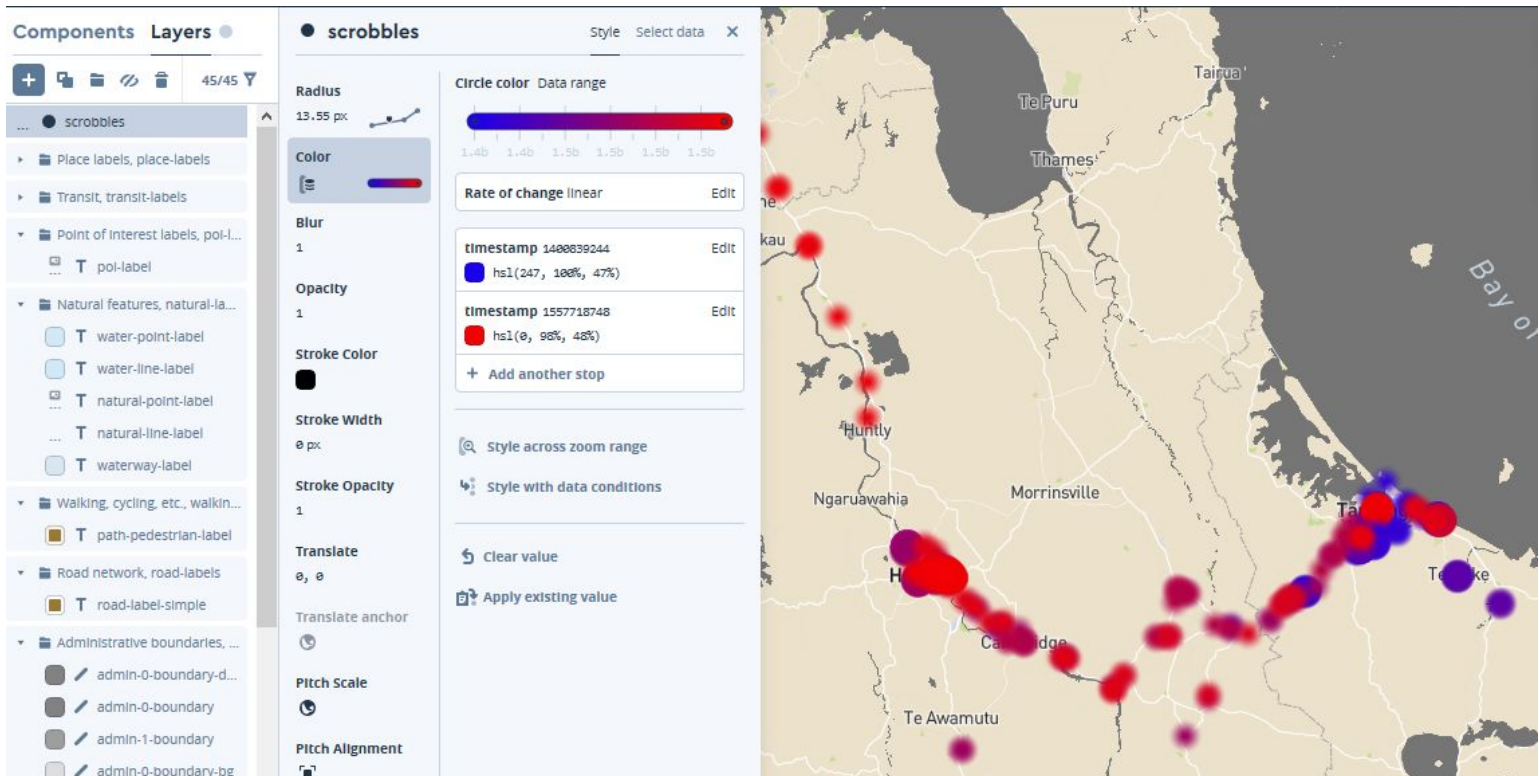 Components Layers
45/45
scrobbles
Place labels, place-labels
Transit, transit-labels
Point of Interest labels, poi-l...
poi-label
Natural features, natural-la...
water-point-label
water-line-label
natural-point-label
natural-line-label
waterway-label
Walking, cycling, etc., walkin...
path-pedestrian-label
Road network, road-labels
road-label-simple
Administrative boundaries, ...
admin-0-boundary-d...
admin-0-boundary
admin-1-boundary
admin-0-boundary-bg
scrobbles
Style Select data
Radius
13.55 px
Color
Blur
1
Opacity
1
Stroke Color
Stroke Width
0 px
Stroke Opacity
1
Translate
0, 0
Translate anchor
Pitch Scale
Pitch Alignment
Circle color Data range
1.4b 1.4b 1.5b 1.5b 1.5b 1.5b
Rate of change linear Edit
timestamp 1400839244 Edit
hsl(247, 100%, 47%)
timestamp 1557718748 Edit
hsl(0, 98%, 48%)
+ Add another stop
Style across zoom range
Style with data conditions
Clear value
Apply existing value
Tairua
Te Puru
Thames
kau
Bay of
Huntly
Ngaruawahia
Morrinsville
Te Awamutu